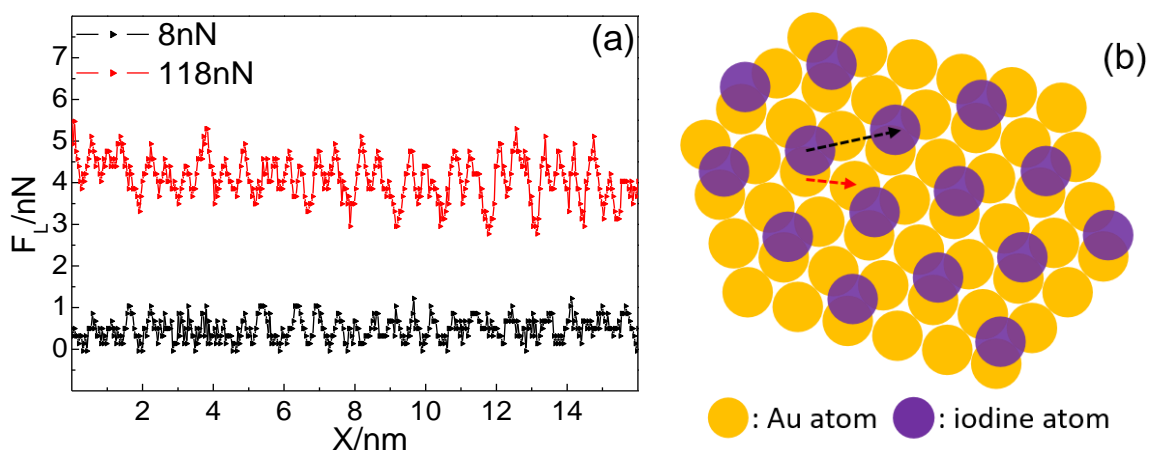 (a)
8nN
118nN
7
6
5
4
3
2
1
0
F_L/nN
2 4 6 8 10 12 14
X/nm
(b)
: Au atom : iodine atom